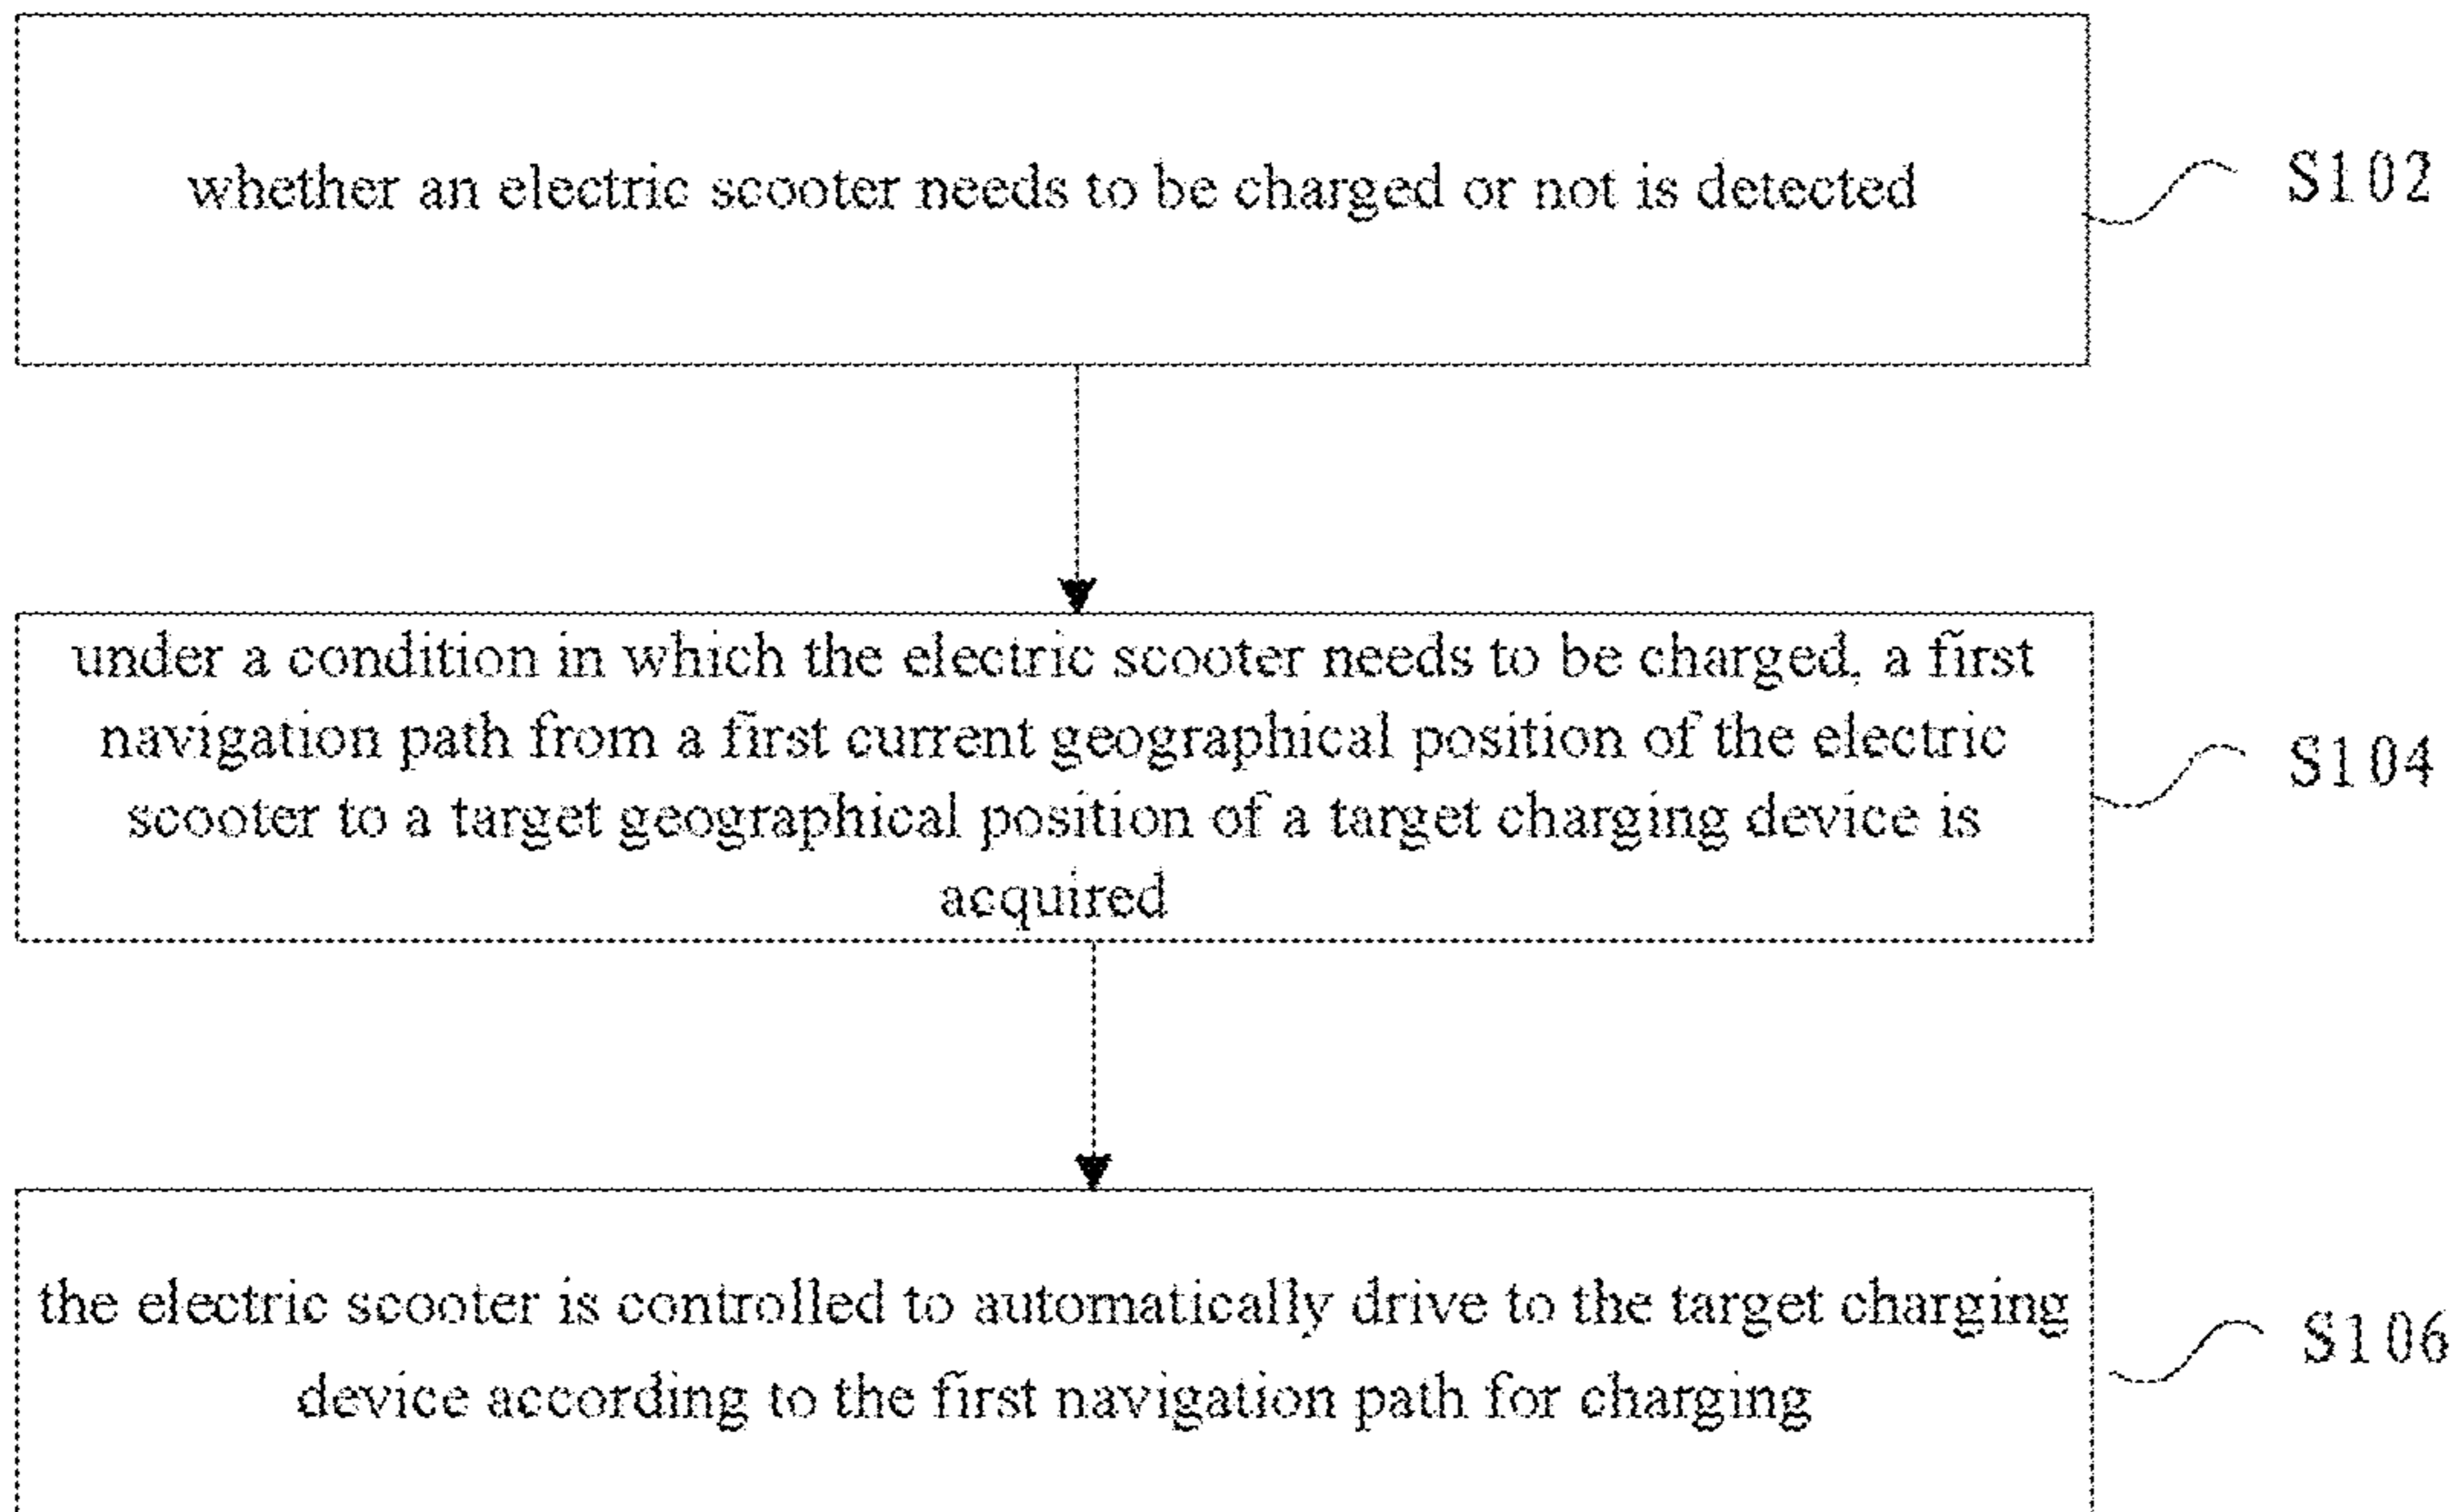 whether an electric scooter needs to be charged or not is detected
S102
under a condition in which the electric scooter needs to be charged, a first
navigation path from a first current geographical position of the electric
scooter to a target geographical position of a target charging device is
acquired
S104
the electric scooter is controlled to automatically drive to the target charging
device according to the first navigation path for charging
S106